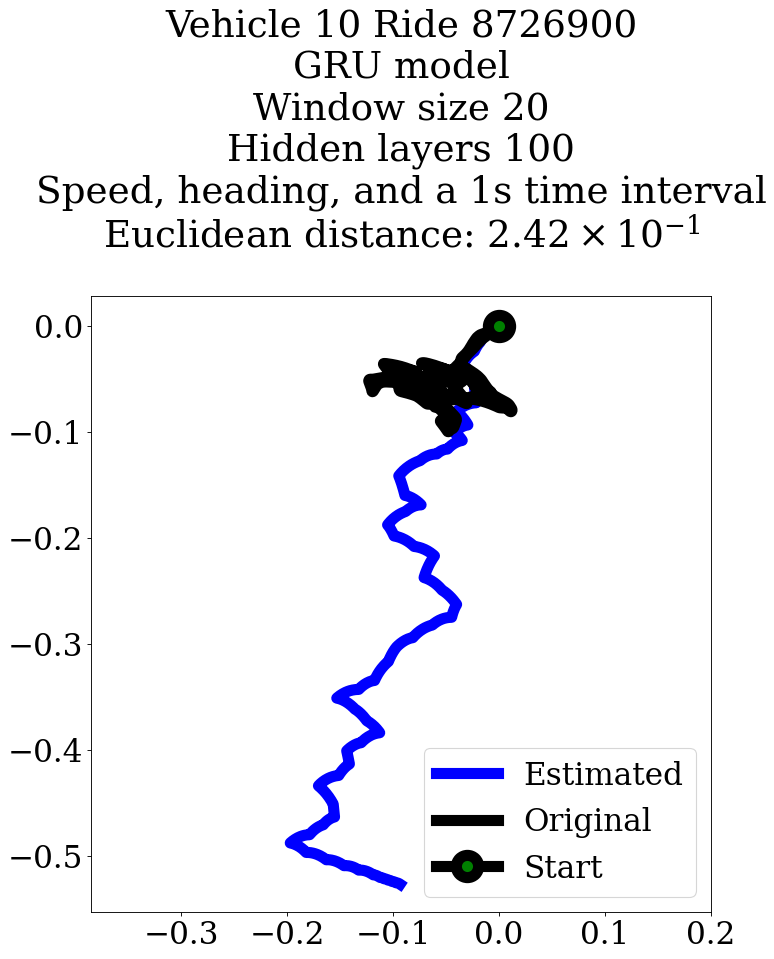 Vehicle 10 Ride 8726900
GRU model
Window size 20
Hidden layers 100
Speed, heading, and a 1s time interval
Euclidean distance: 2.42 × 10⁻¹
0.0
−0.1
−0.2
−0.3
−0.4
−0.5
Estimated
Original
Start
−0.3 −0.2 −0.1 0.0 0.1 0.2